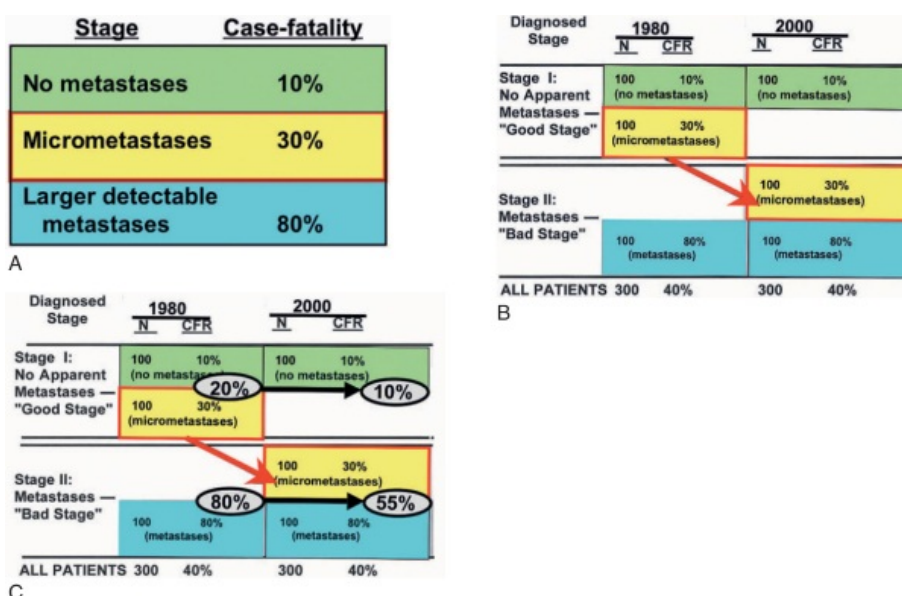 Stage Case-fatality
No metastases 10%
Micrometastases 30%
Larger detectable
metastases 80%
A
Diagnosed
Stage
1980 2000
N CFR N CFR
Stage I:
No Apparent
Metastases —
"Good Stage"
100 10% 100 10%
(no metastases) (no metastases)
100 30%
(micrometastases)
Stage II:
Metastases —
"Bad Stage"
100 30%
(micrometastases)
100 80% 100 80%
(metastases) (metastases)
ALL PATIENTS 300 40% 300 40%
B
Diagnosed
Stage
1980 2000
N CFR N CFR
Stage I:
No Apparent
Metastases —
"Good Stage"
100 10% 100 10%
(no metastases) (no metastases)
20% 10%
100 30%
(micrometastases)
Stage II:
Metastases —
"Bad Stage"
100 30%
(micrometastases)
80% 55%
100 80% 100 80%
(metastases) (metastases)
ALL PATIENTS 300 40% 300 40%
C